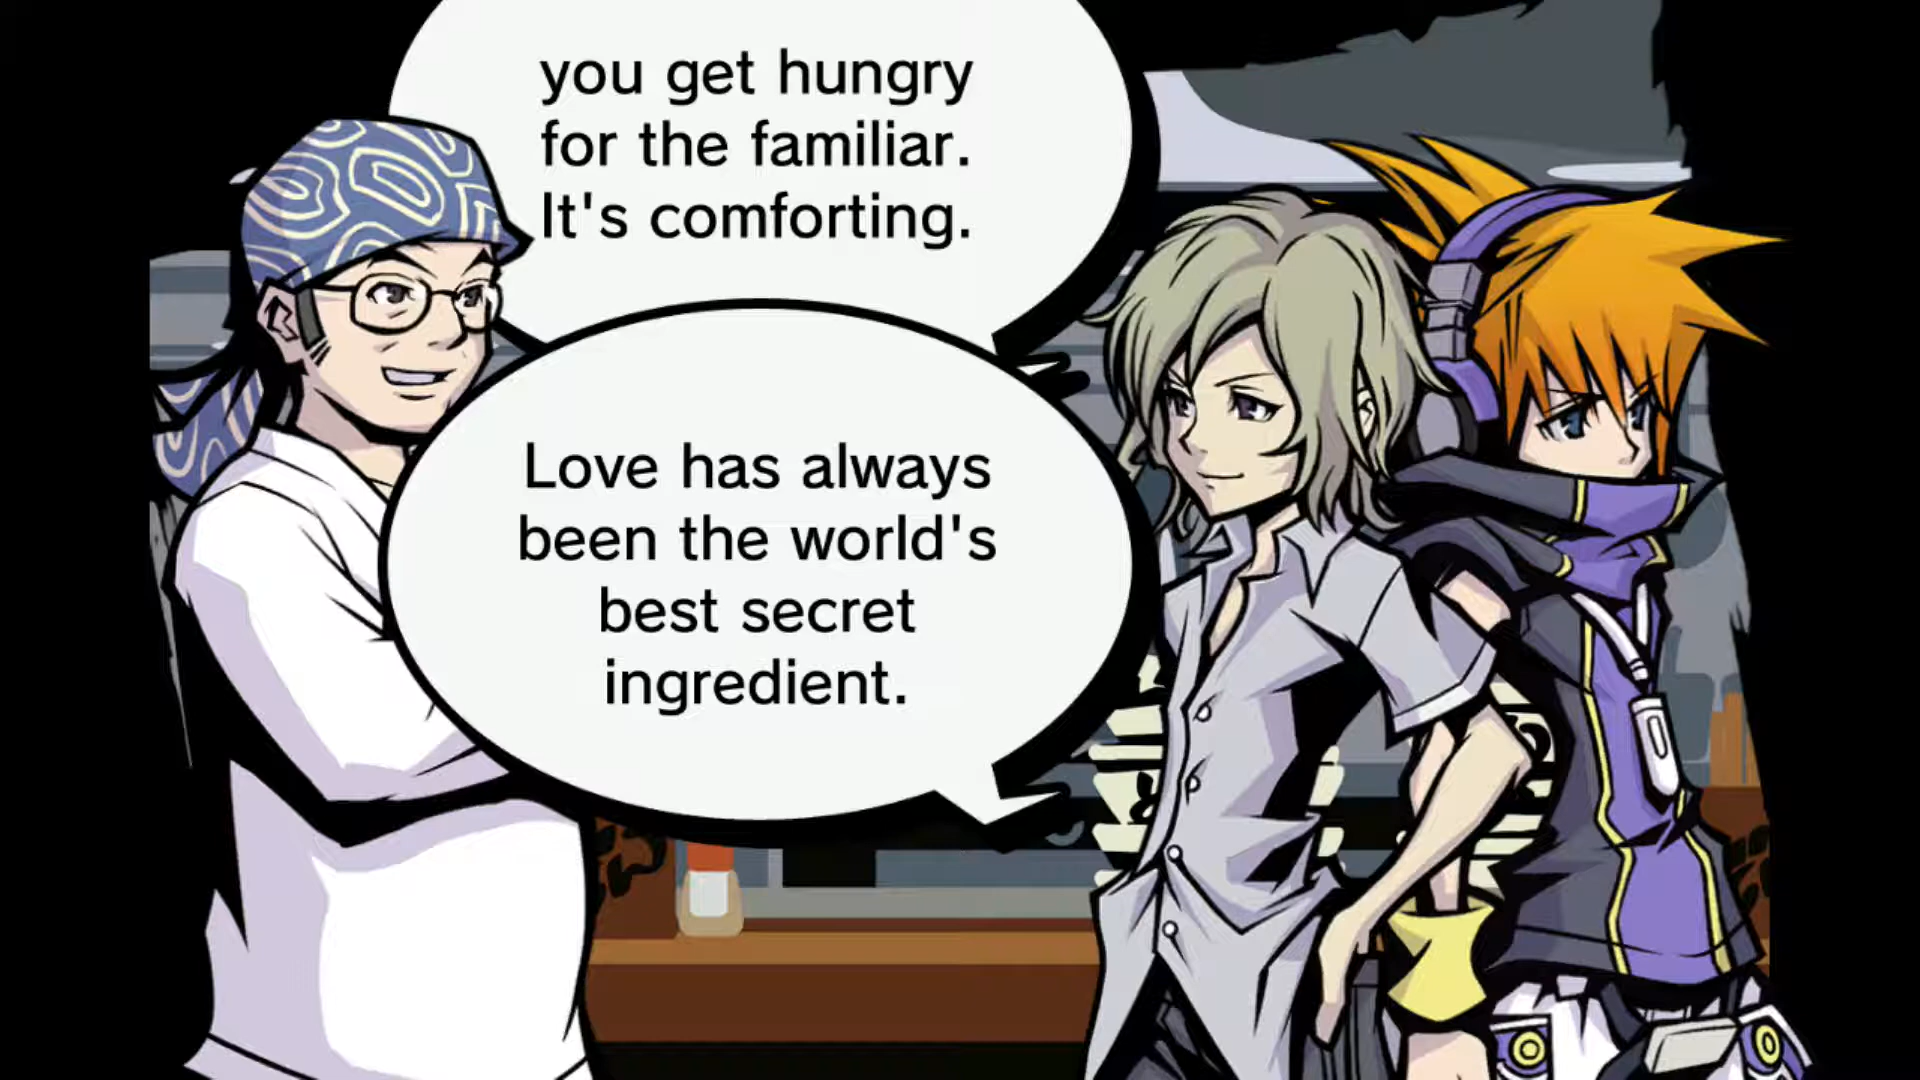 you get hungry
for the familiar.
It's comforting.
Love has always
been the world's
best secret
ingredient.